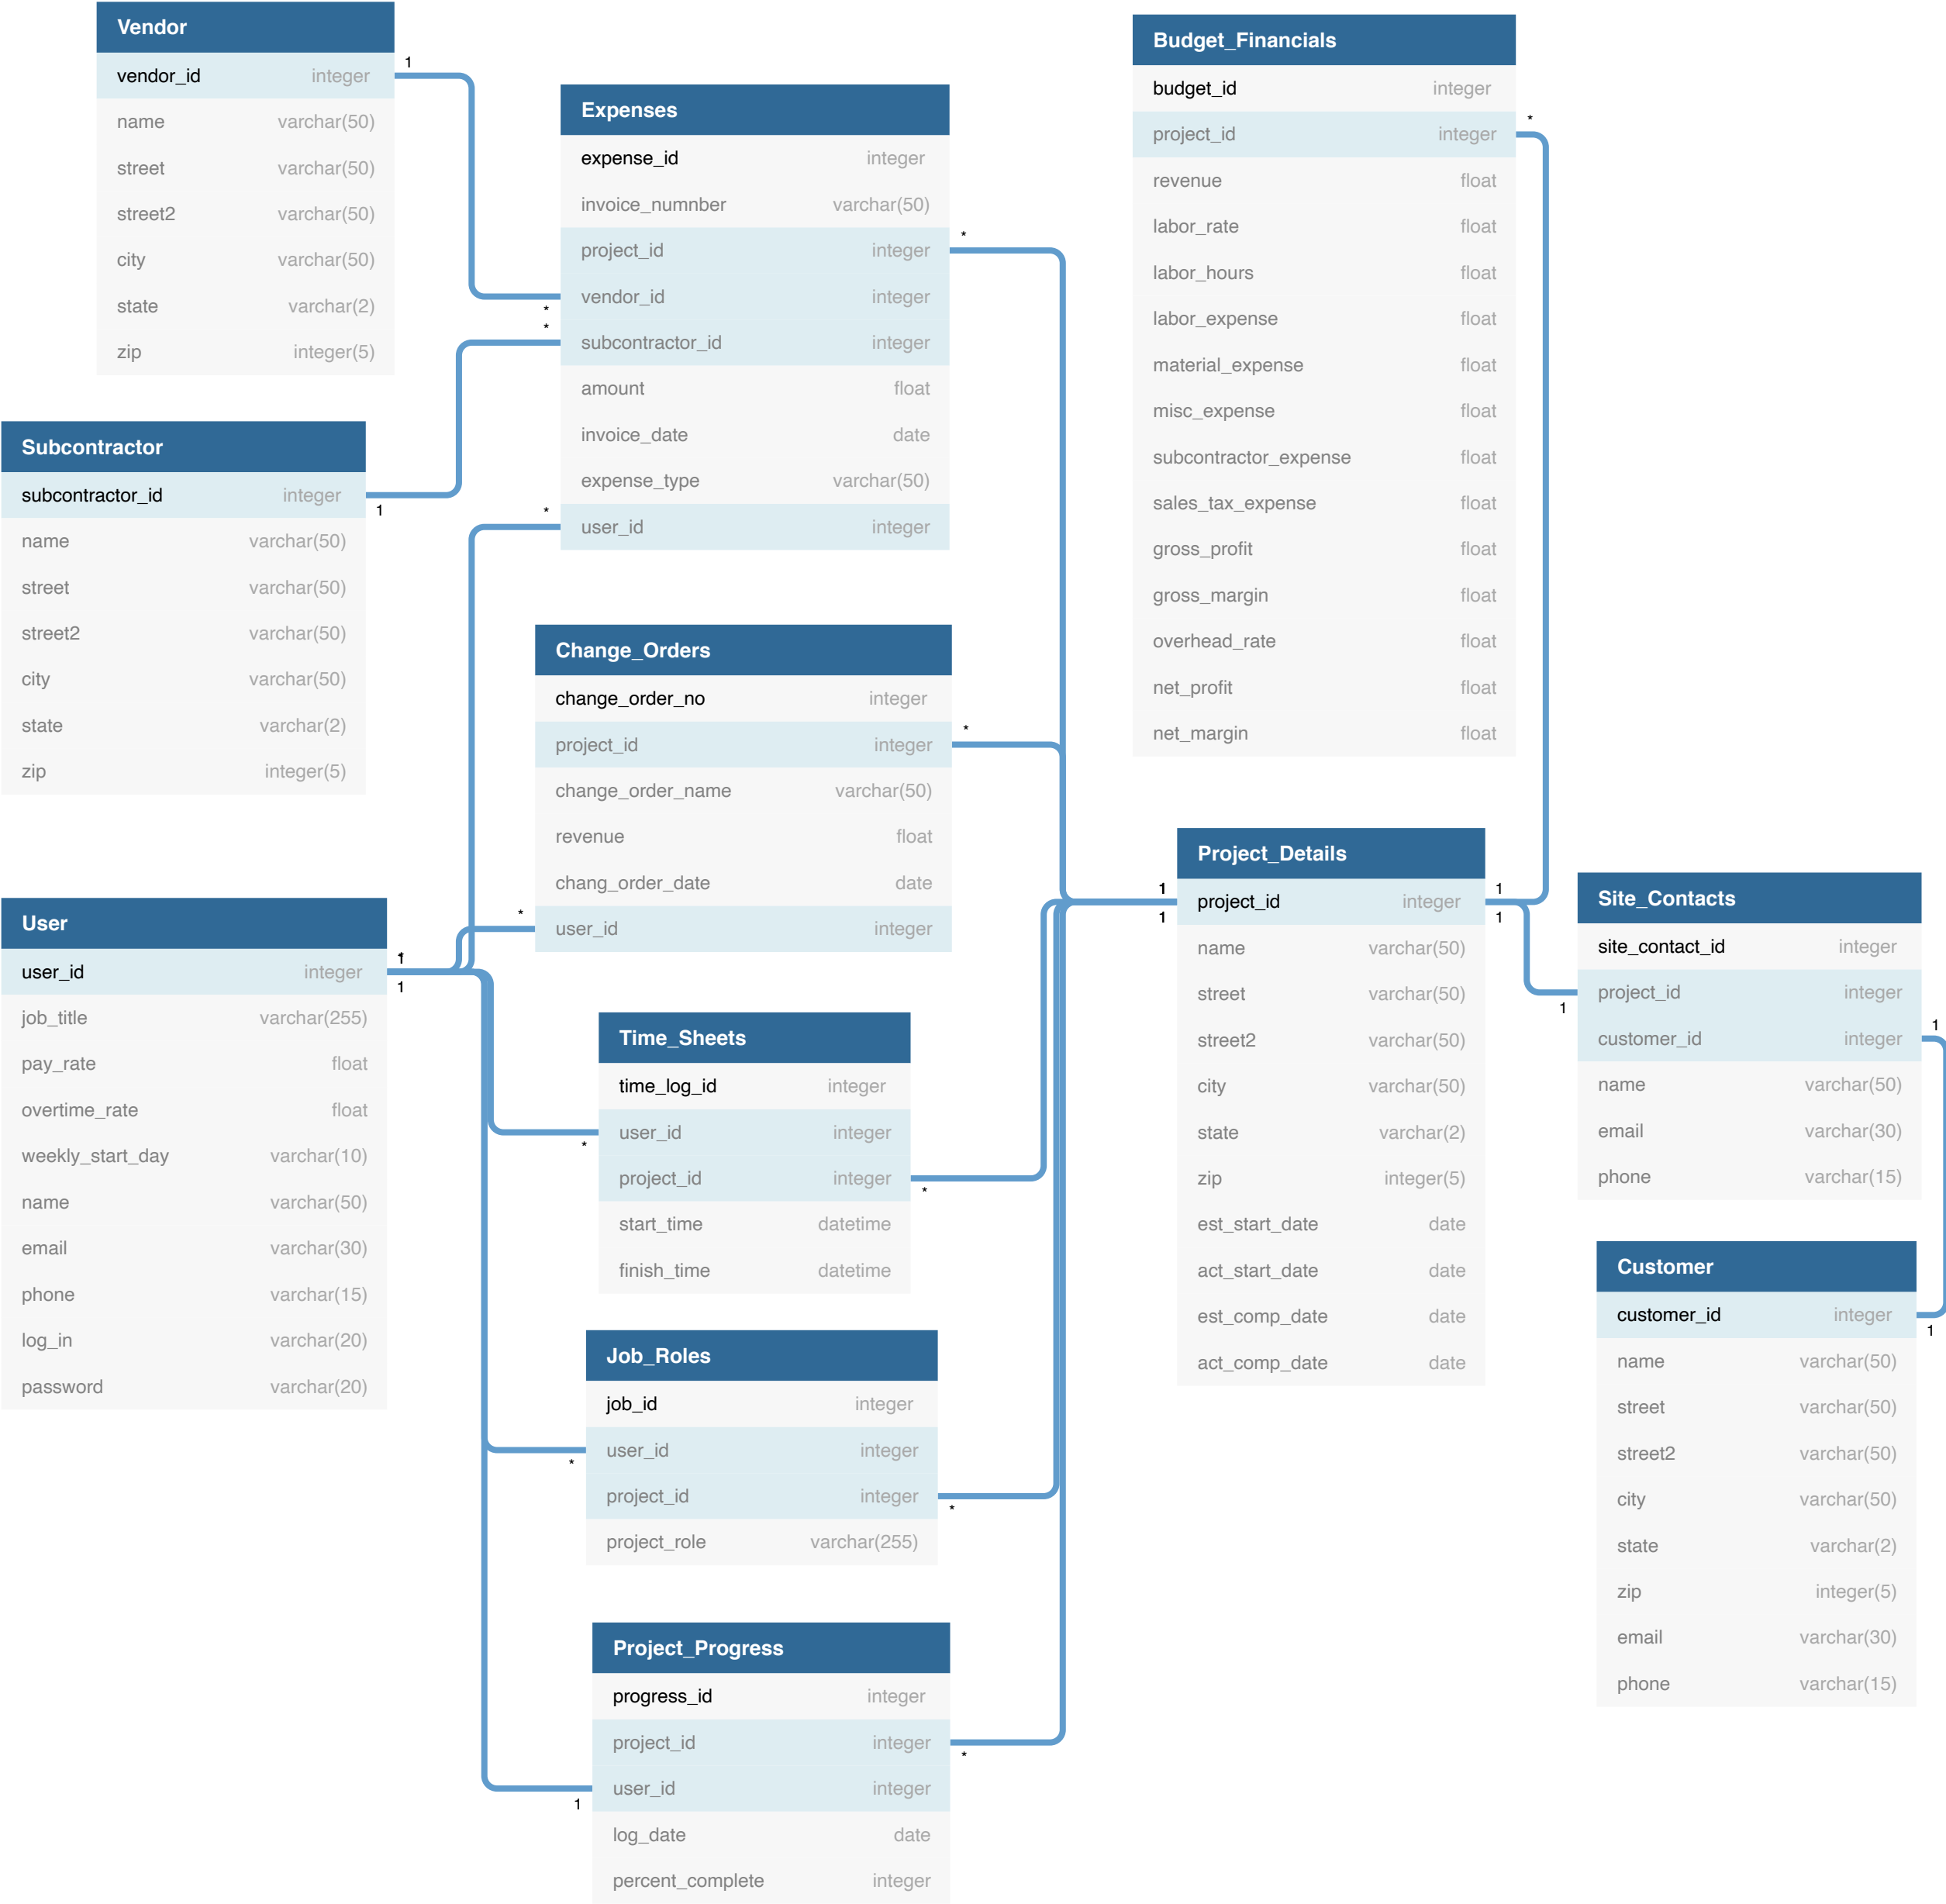 Vendor
vendor_id integer
name varchar(50)
street varchar(50)
street2 varchar(50)
city varchar(50)
state varchar(2)
zip integer(5)
1
Subcontractor
subcontractor_id integer
name varchar(50)
street varchar(50)
street2 varchar(50)
city varchar(50)
state varchar(2)
zip integer(5)
1
User
user_id integer
job_title varchar(255)
pay_rate float
overtime_rate float
weekly_start_day varchar(10)
name varchar(50)
email varchar(30)
phone varchar(15)
log_in varchar(20)
password varchar(20)
1
1
Expenses
expense_id integer
invoice_numnber varchar(50)
project_id integer
*
vendor_id integer
*
*
subcontractor_id integer
amount float
invoice_date date
expense_type varchar(50)
*
user_id integer
Change_Orders
change_order_no integer
*
project_id integer
change_order_name varchar(50)
revenue float
chang_order_date date
*
user_id integer
Time_Sheets
time_log_id integer
user_id integer
*
project_id integer
*
start_time datetime
finish_time datetime
Job_Roles
job_id integer
user_id integer
*
project_id integer
*
project_role varchar(255)
Project_Progress
progress_id integer
project_id integer
*
user_id integer
1
log_date date
percent_complete integer
Budget_Financials
budget_id integer
*
project_id integer
revenue float
labor_rate float
labor_hours float
labor_expense float
material_expense float
misc_expense float
subcontractor_expense float
sales_tax_expense float
gross_profit float
gross_margin float
overhead_rate float
net_profit float
net_margin float
Project_Details
1 1
project_id integer
1 1
name varchar(50)
street varchar(50)
street2 varchar(50)
city varchar(50)
state varchar(2)
zip integer(5)
est_start_date date
act_start_date date
est_comp_date date
act_comp_date date
Site_Contacts
site_contact_id integer
project_id integer
1
1
customer_id integer
name varchar(50)
email varchar(30)
phone varchar(15)
Customer
customer_id integer
1
name varchar(50)
street varchar(50)
street2 varchar(50)
city varchar(50)
state varchar(2)
zip integer(5)
email varchar(30)
phone varchar(15)